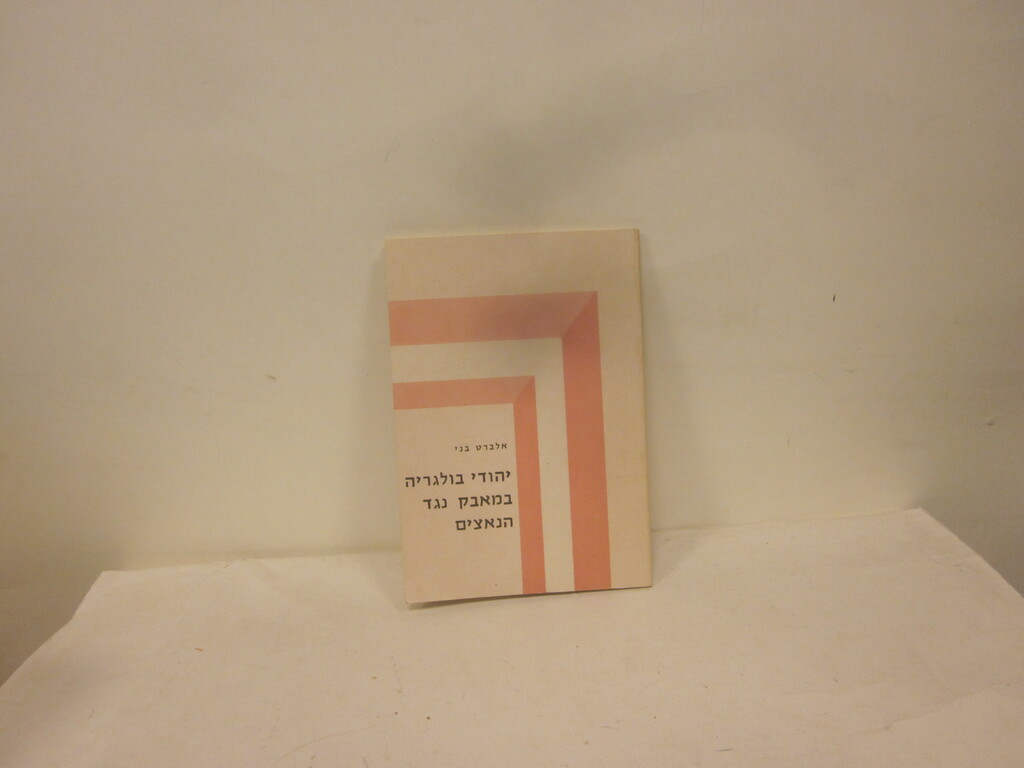 אלברט בני
יהודי בולגריה
במאבק נגד
הנאצים